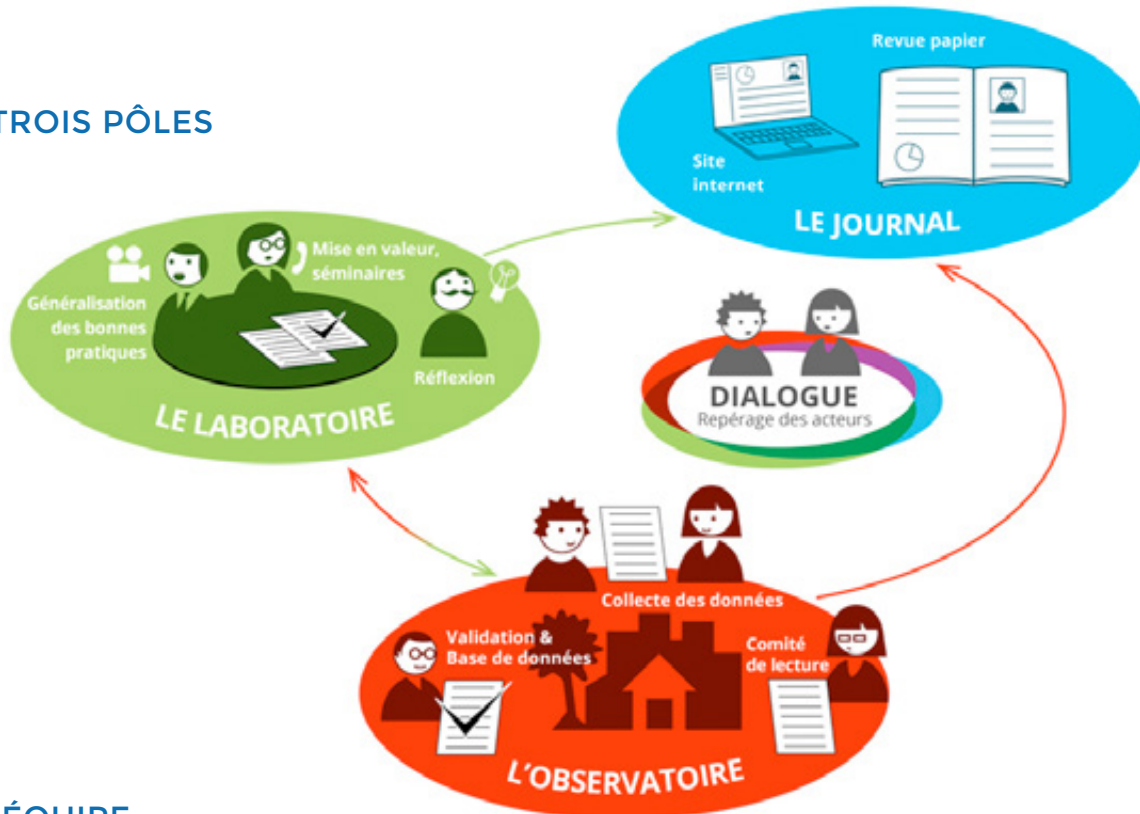 TROIS PÔLES
Revue papier
Site
internet
LE JOURNAL
Mise en valeur,
séminaires
Généralisation
des bonnes
pratiques
Réflexion
LE LABORATOIRE
DIALOGUE
Repérage des acteurs
Collecte des données
Validation &
Base de données
Comité
de lecture
L'OBSERVATOIRE
ÉQUIPE